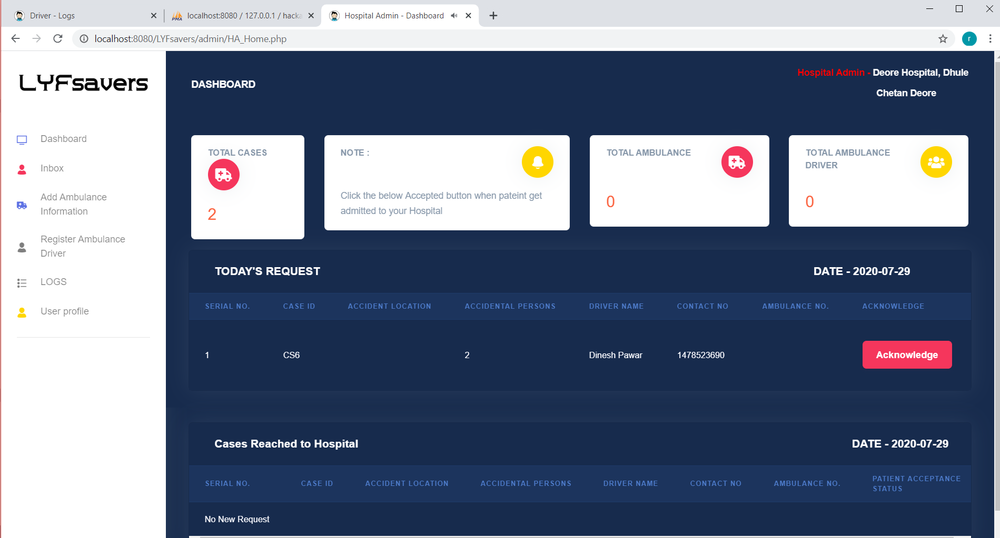 Driver - Logs
localhost:8080 / 127.0.0.1 / hacka
Hospital Admin - Dashboard
localhost:8080/LYFsavers/admin/HA_Home.php
r
LYFsavers
Dashboard
Inbox
Add Ambulance
Information
Register Ambulance
Driver
LOGS
User profile
DASHBOARD
Hospital Admin - Deore Hospital, Dhule
Chetan Deore
TOTAL CASES
2
NOTE :
Click the below Accepted button when pateint get
admitted to your Hospital
TOTAL AMBULANCE
0
TOTAL AMBULANCE
DRIVER
0
TODAY'S REQUEST
DATE - 2020-07-29
SERIAL NO. CASE ID ACCIDENT LOCATION ACCIDENTAL PERSONS DRIVER NAME CONTACT NO AMBULANCE NO. ACKNOWLEDGE
1 CS6 2 Dinesh Pawar 1478523690 Acknowledge
Cases Reached to Hospital
DATE - 2020-07-29
SERIAL NO. CASE ID ACCIDENT LOCATION ACCIDENTAL PERSONS DRIVER NAME CONTACT NO AMBULANCE NO. PATIENT ACCEPTANCE
STATUS
No New Request
PMA